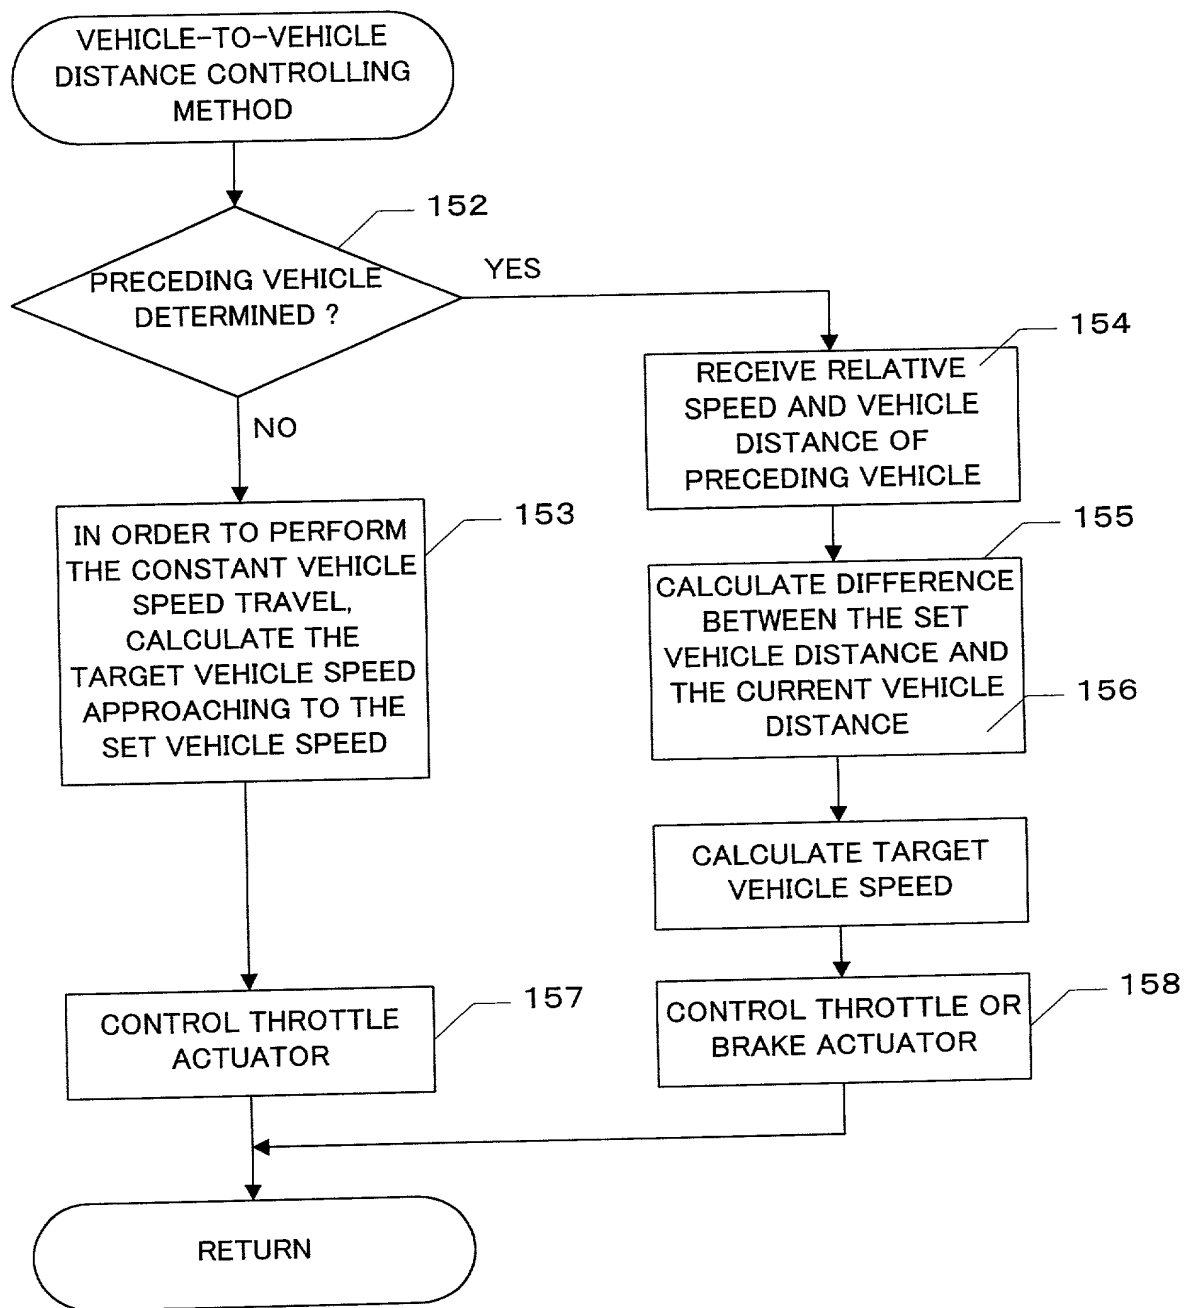 VEHICLE-TO-VEHICLE
DISTANCE CONTROLLING
METHOD
152
PRECEDING VEHICLE
DETERMINED ?
YES
NO
154
RECEIVE RELATIVE
SPEED AND VEHICLE
DISTANCE OF
PRECEDING VEHICLE
153
IN ORDER TO PERFORM
THE CONSTANT VEHICLE
SPEED TRAVEL,
CALCULATE THE
TARGET VEHICLE SPEED
APPROACHING TO THE
SET VEHICLE SPEED
155
CALCULATE DIFFERENCE
BETWEEN THE SET
VEHICLE DISTANCE AND
THE CURRENT VEHICLE
DISTANCE
156
CALCULATE TARGET
VEHICLE SPEED
157
CONTROL THROTTLE
ACTUATOR
158
CONTROL THROTTLE OR
BRAKE ACTUATOR
RETURN